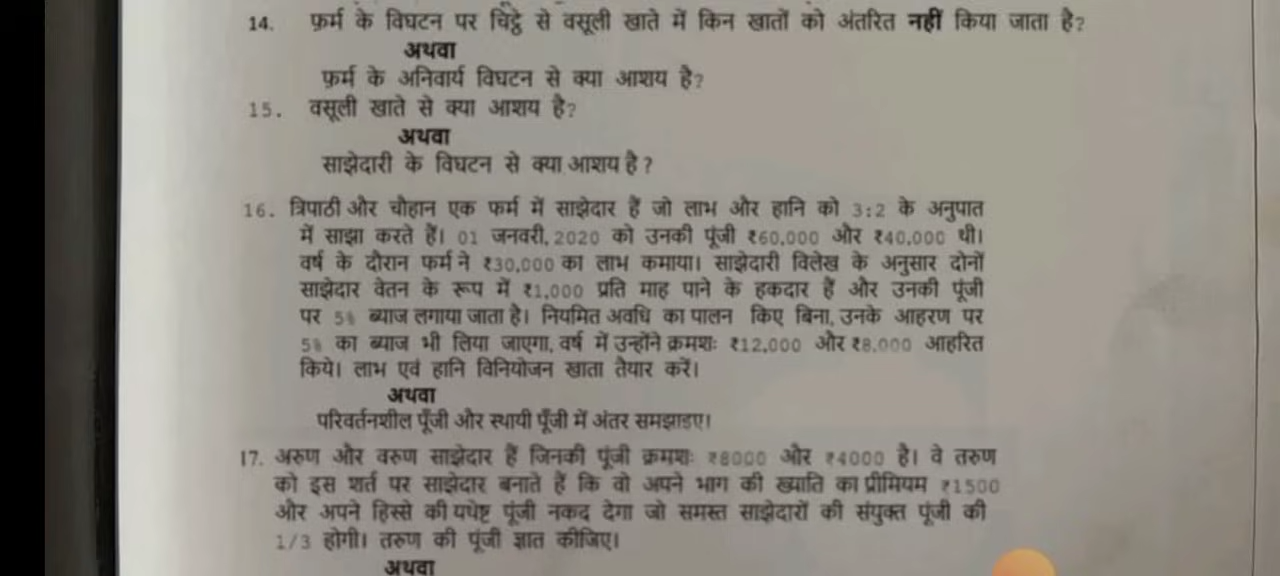 14. फ़र्म के विघटन पर चिट्ठे से वसूली खाते में किन खातों को अंतरित नहीं किया जाता है?
अथवा
फ़र्म के अनिवार्य विघटन से क्या आशय है?
15. वसूली खाते से क्या आशय है?
अथवा
साझेदारी के विघटन से क्या आशय है ?
16. त्रिपाठी और चौहान एक फर्म में साझेदार हैं जो लाभ और हानि को 3:2 के अनुपात
में साझा करते हैं। 01 जनवरी, 2020 को उनकी पूंजी ₹60,000 और ₹40,000 थी।
वर्ष के दौरान फर्म ने ₹30,000 का लाभ कमाया। साझेदारी विलेख के अनुसार दोनों
साझेदार वेतन के रूप में ₹1,000 प्रति माह पाने के हकदार हैं और उनकी पूंजी
पर 5% ब्याज लगाया जाता है। नियमित अवधि का पालन किए बिना, उनके आहरण पर
5% का ब्याज भी लिया जाएगा, वर्ष में उन्होंने क्रमशः ₹12,000 और ₹8,000 आहरित
किये। लाभ एवं हानि विनियोजन खाता तैयार करें।
अथवा
परिवर्तनशील पूँजी और स्थायी पूँजी में अंतर समझाइए।
17. अरुण और वरुण साझेदार हैं जिनकी पूंजी क्रमशः ₹8000 और ₹4000 है। वे तरुण
को इस शर्त पर साझेदार बनाते हैं कि वो अपने भाग की ख्याति का प्रीमियम ₹1500
और अपने हिस्से की यथेष्ट पूंजी नकद देगा जो समस्त साझेदारों की संयुक्त पूंजी की
1/3 होगी। तरुण की पूंजी ज्ञात कीजिए।
अथवा